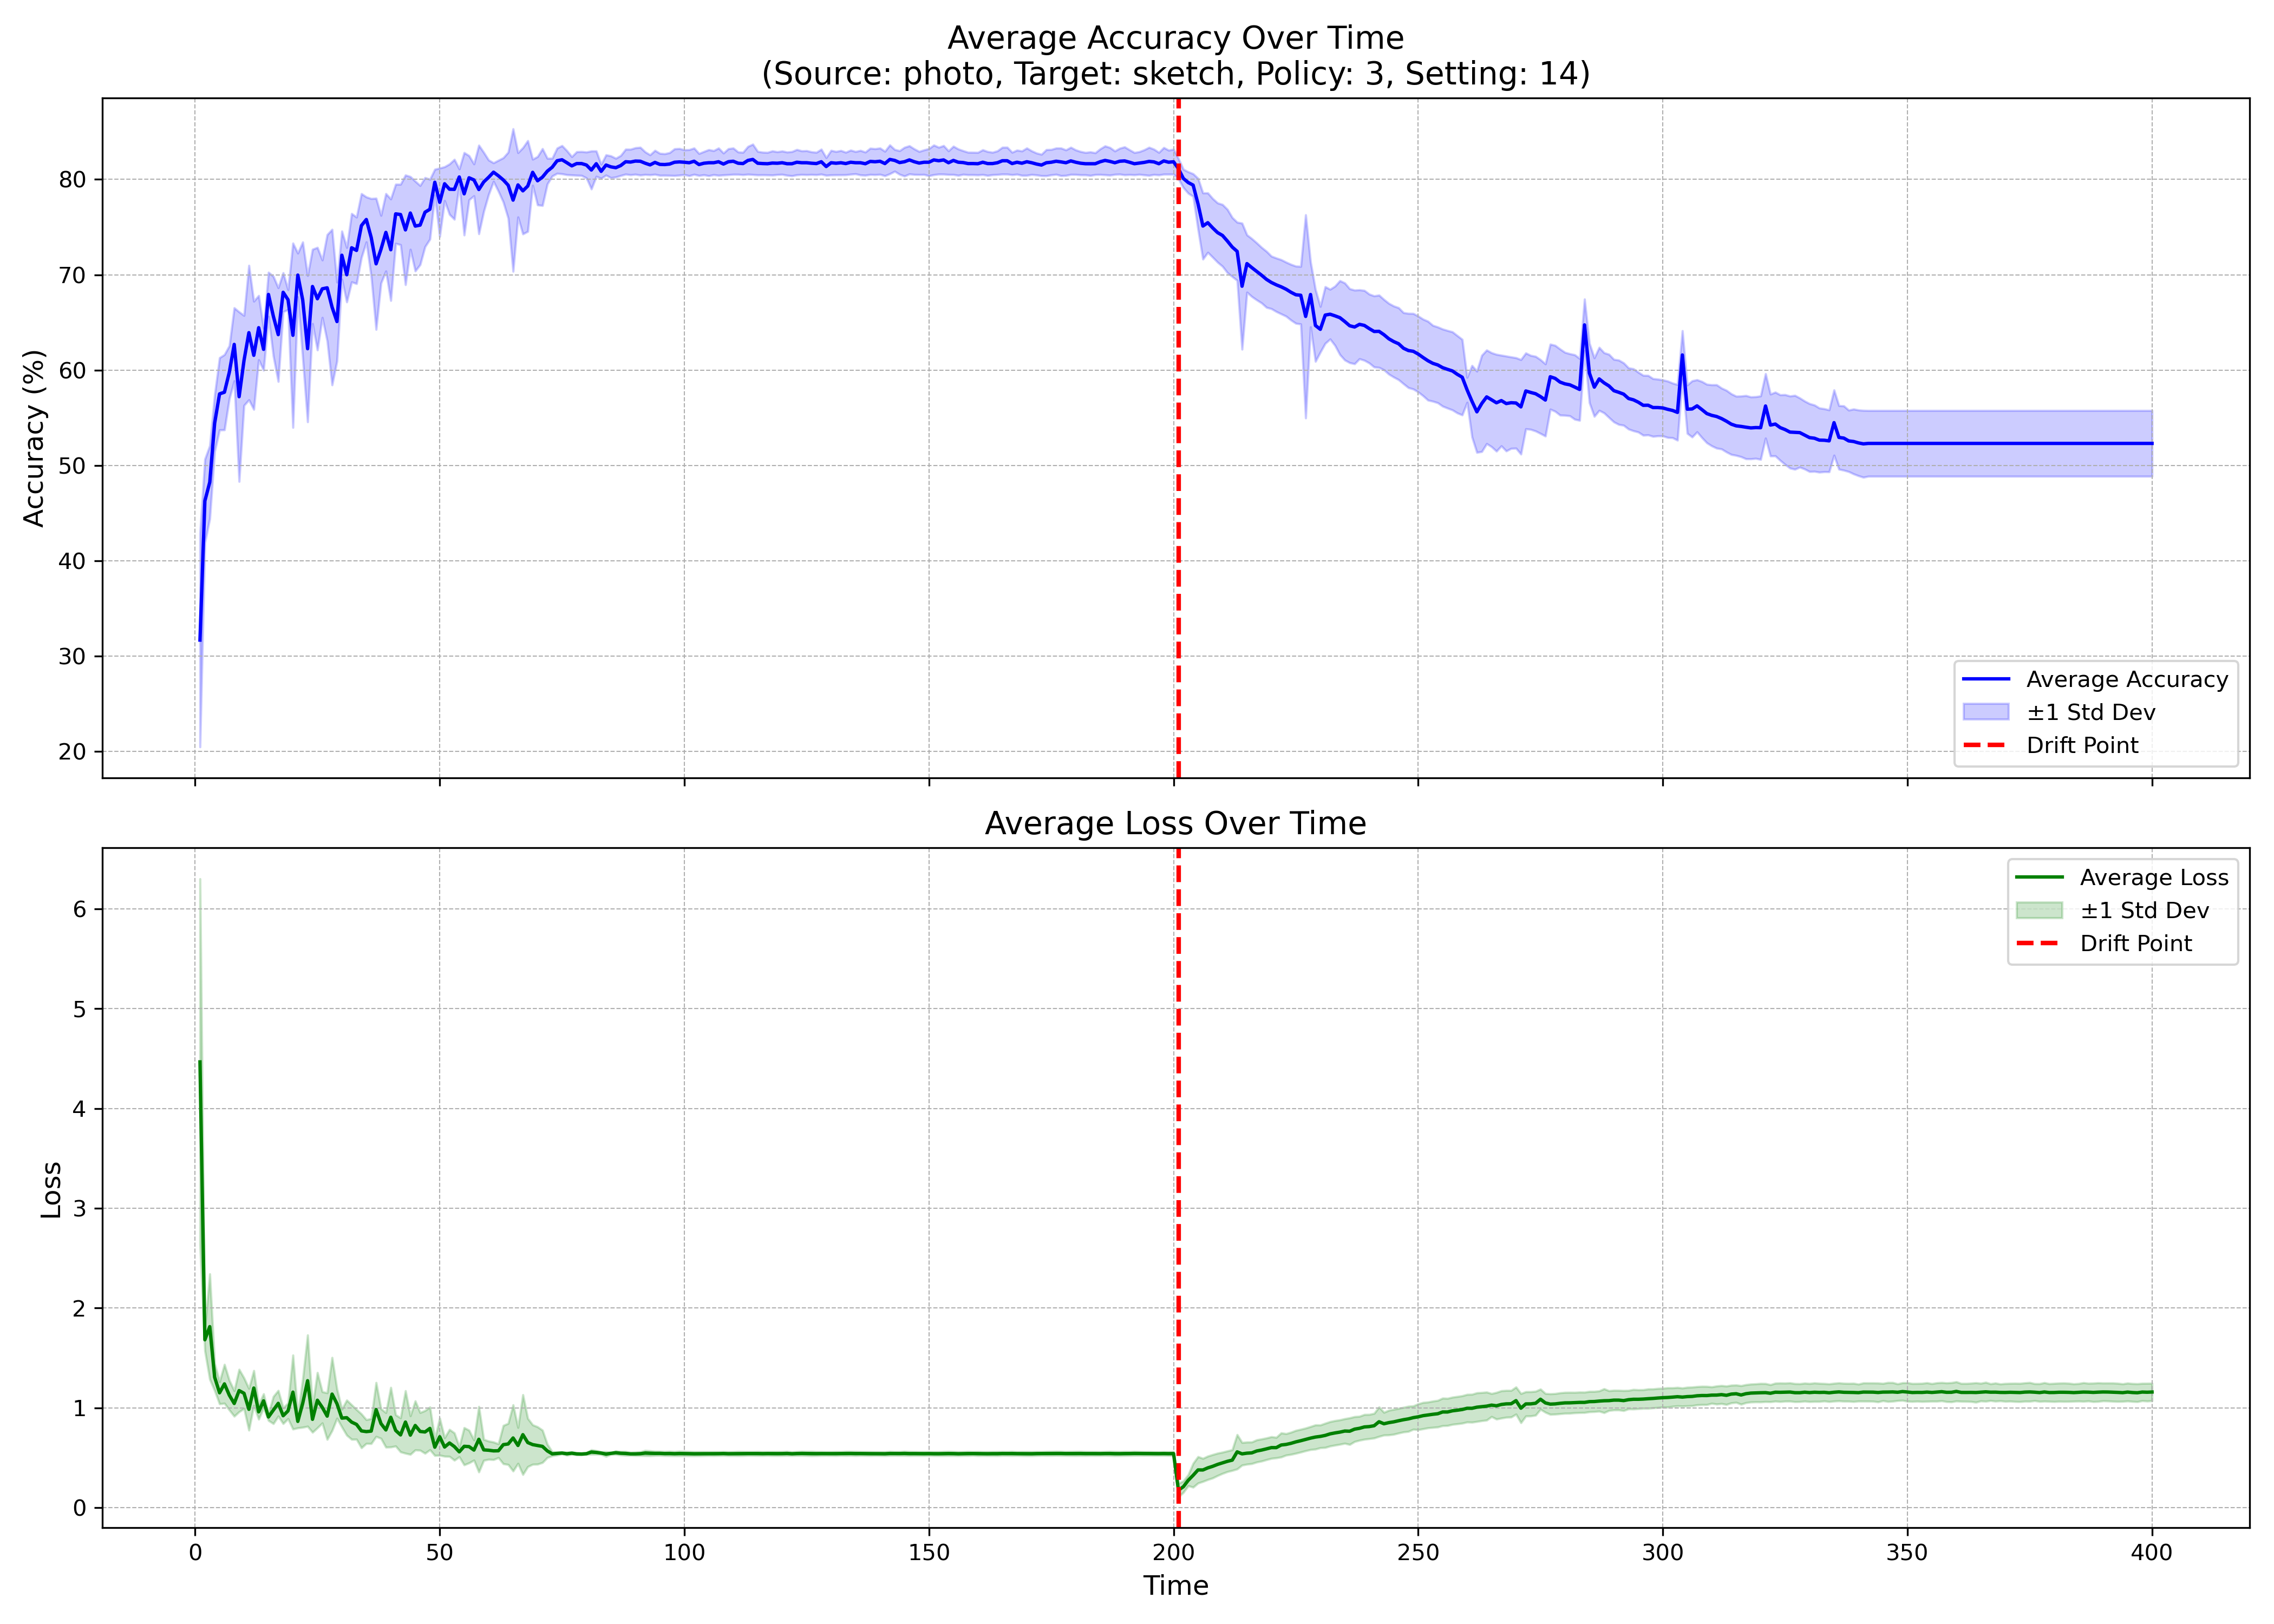 Average Accuracy Over Time
(Source: photo, Target: sketch, Policy: 3, Setting: 14)
Accuracy (%)
80
70
60
50
40
30
20
Average Accuracy
±1 Std Dev
Drift Point
Average Loss Over Time
Loss
6
5
4
3
2
1
0
Average Loss
±1 Std Dev
Drift Point
0 50 100 150 200 250 300 350 400
Time